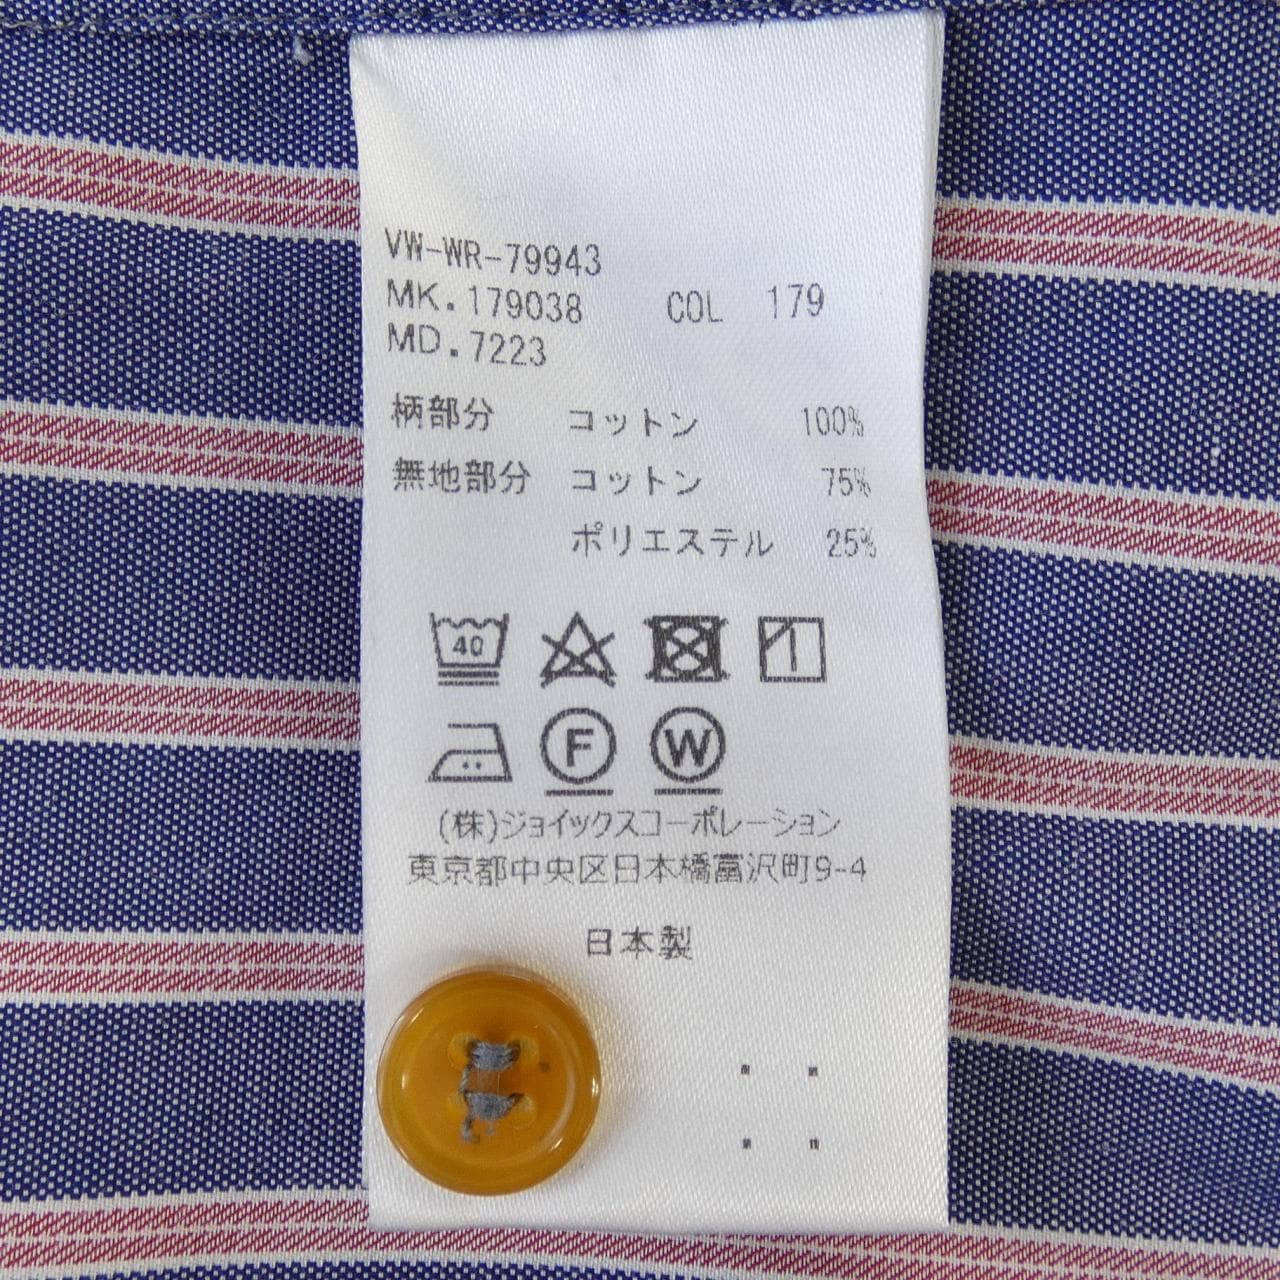 VW-WR-79943
MK.179038 COL 179
MD.7223
柄部分 コットン 100%
無地部分 コットン 75%
ポリエステル 25%
40
F W
(株)ジョイックスコーポレーション
東京都中央区日本橋富沢町9-4
日本製